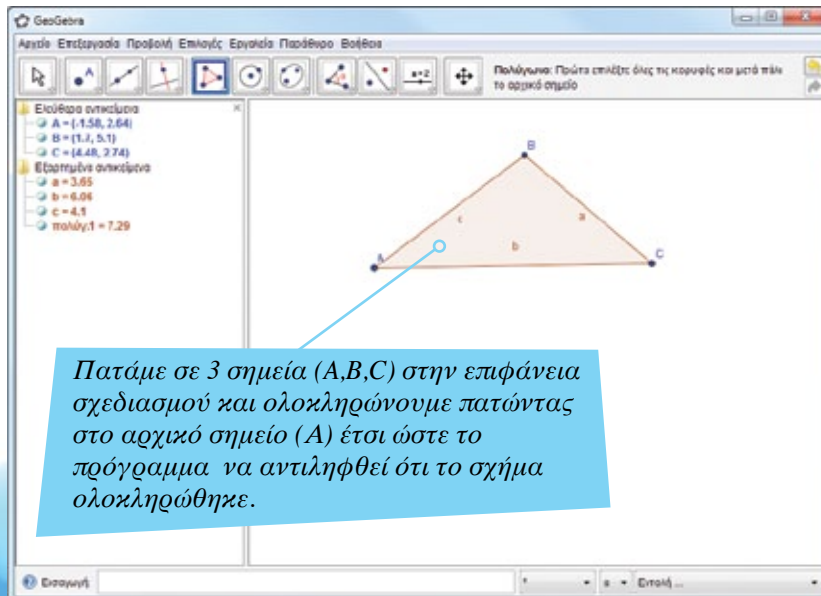 GeoGebra
Αρχείο Επεξεργασία Προβολή Επιλογές Εργαλεία Παράθυρο Βοήθεια
Πολύγωνο: Πρώτα επιλέξτε όλες τις κορυφές και μετά πάλι
το αρχικό σημείο
Ελεύθερα αντικείμενα
A = (-1.58, 2.64)
B = (1.7, 5.1)
C = (4.48, 2.74)
Εξαρτημένα αντικείμενα
a = 3.65
b = 6.06
c = 4.1
πολύγ.1 = 7.29
B
c
a
b
A
C
Πατάμε σε 3 σημεία (A,B,C) στην επιφάνεια
σχεδιασμού και ολοκληρώνουμε πατώντας
στο αρχικό σημείο (A) έτσι ώστε το
πρόγραμμα να αντιληφθεί ότι το σχήμα
ολοκληρώθηκε.
Εισαγωγή:
Εντολή ...